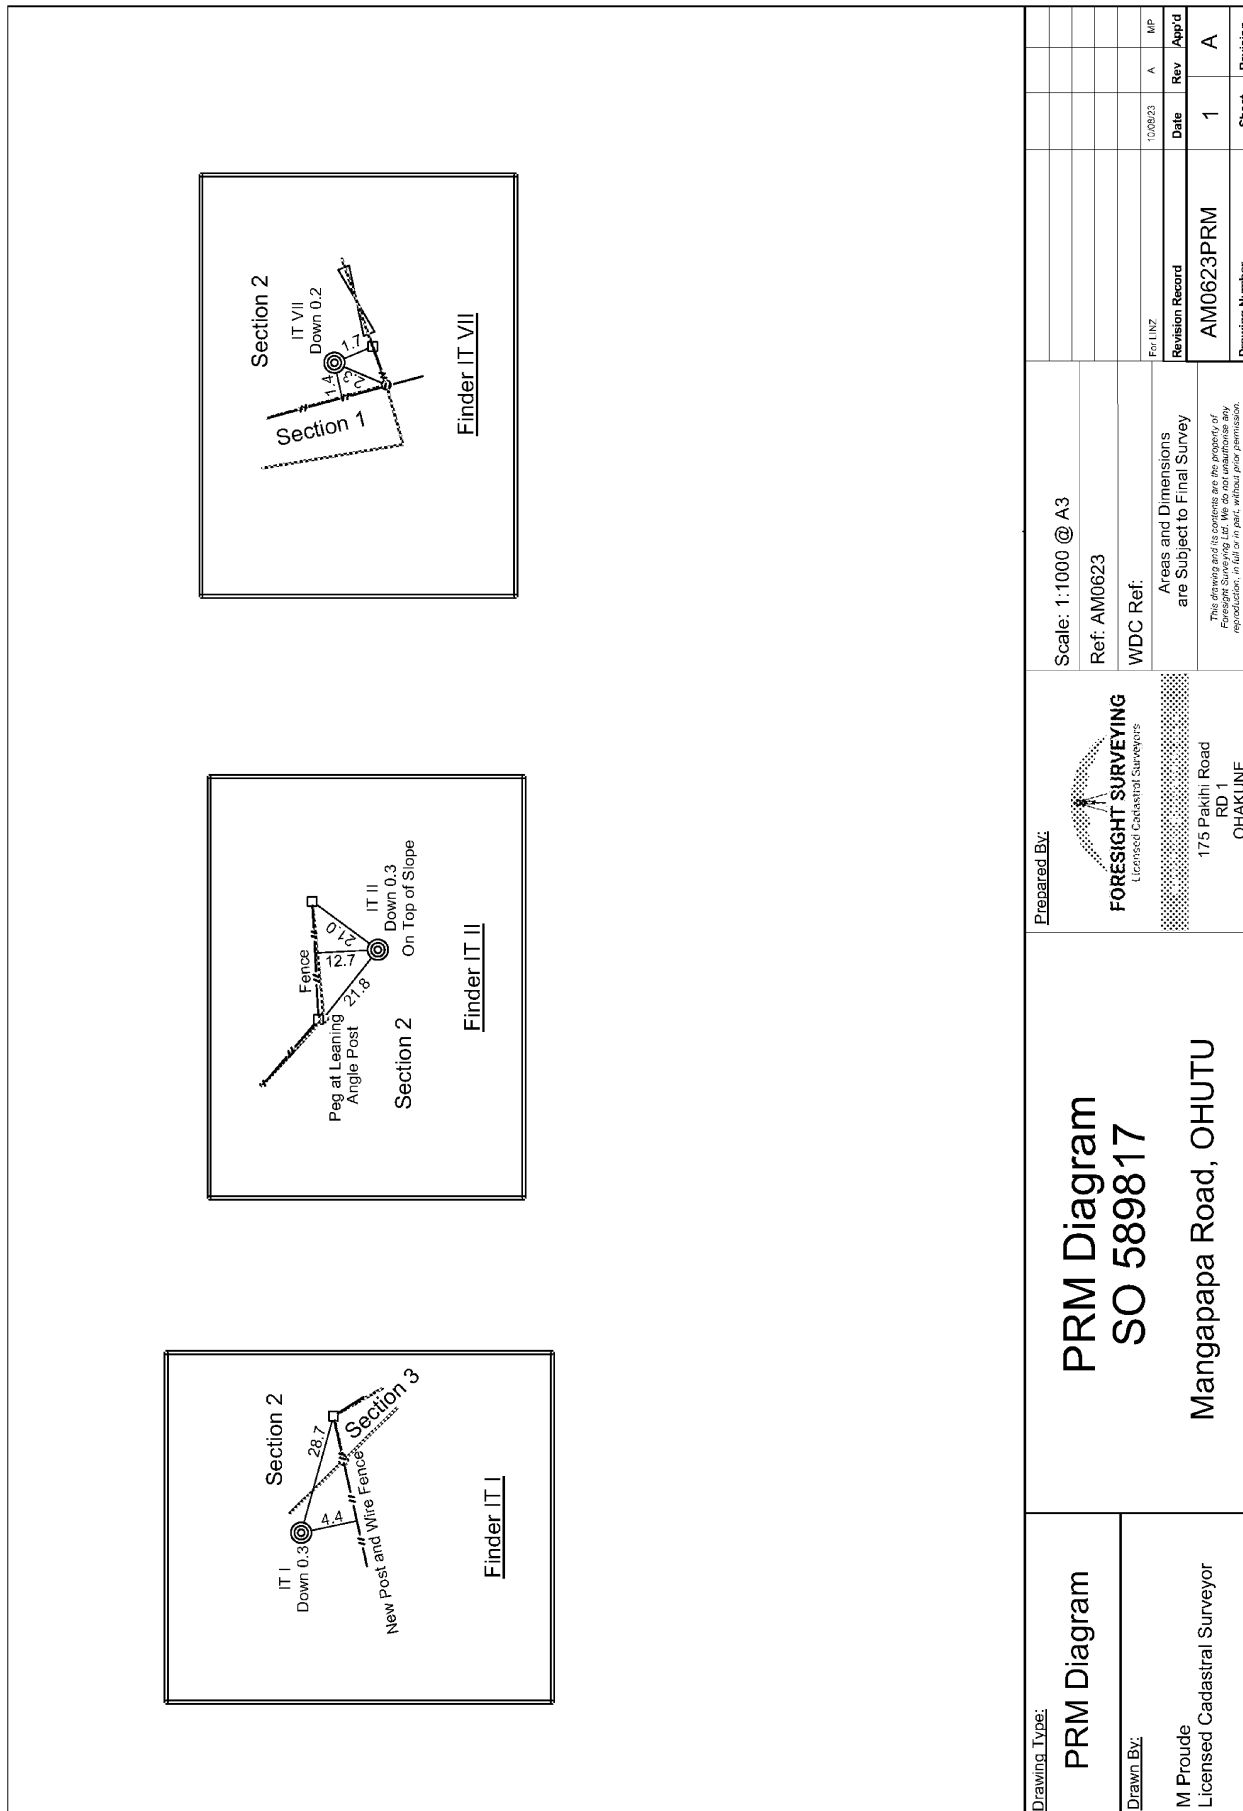 Section 2
IT I
Down 0.3
28.7
4.4
Section 3
New Post and Wire Fence
Finder IT I
Fence
21.0
12.7
21.8
IT II
Down 0.3
On Top of Slope
Peg at Leaning
Angle Post
Section 2
Finder IT II
Section 2
IT VII
Down 0.2
1.7
1.4
2.3
Section 1
Finder IT VII
Drawing Type:
PRM Diagram
Drawn By:
M Proude
Licensed Cadastral Surveyor
PRM Diagram
SO 589817
Mangapapa Road, OHUTU
Prepared By:
FORESIGHT SURVEYING
Licensed Cadastral Surveyors
175 Pakihi Road
RD 1
OHAKUNE
Scale: 1:1000 @ A3
Ref: AM0623
WDC Ref:
Areas and Dimensions
are Subject to Final Survey
This drawing and its contents are the property of
Foresight Surveying Ltd. We do not unauthorise any
reproduction, in full or in part, without prior permission.
For LINZ 10/08/23 A MP
Revision Record Date Rev App'd
AM0623PRM 1 A
Drawing Number Sheet Revision